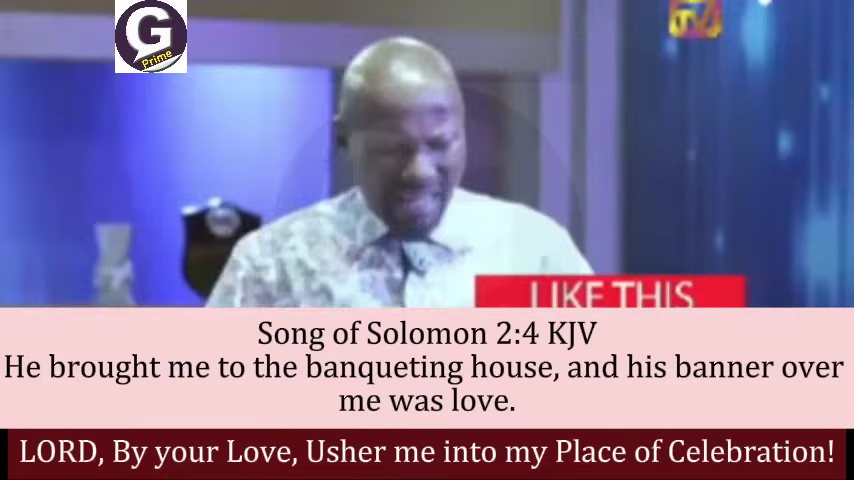 G
Prime
TV
LIKE THIS
Song of Solomon 2:4 KJV
He brought me to the banqueting house, and his banner over
me was love.
LORD, By your Love, Usher me into my Place of Celebration!